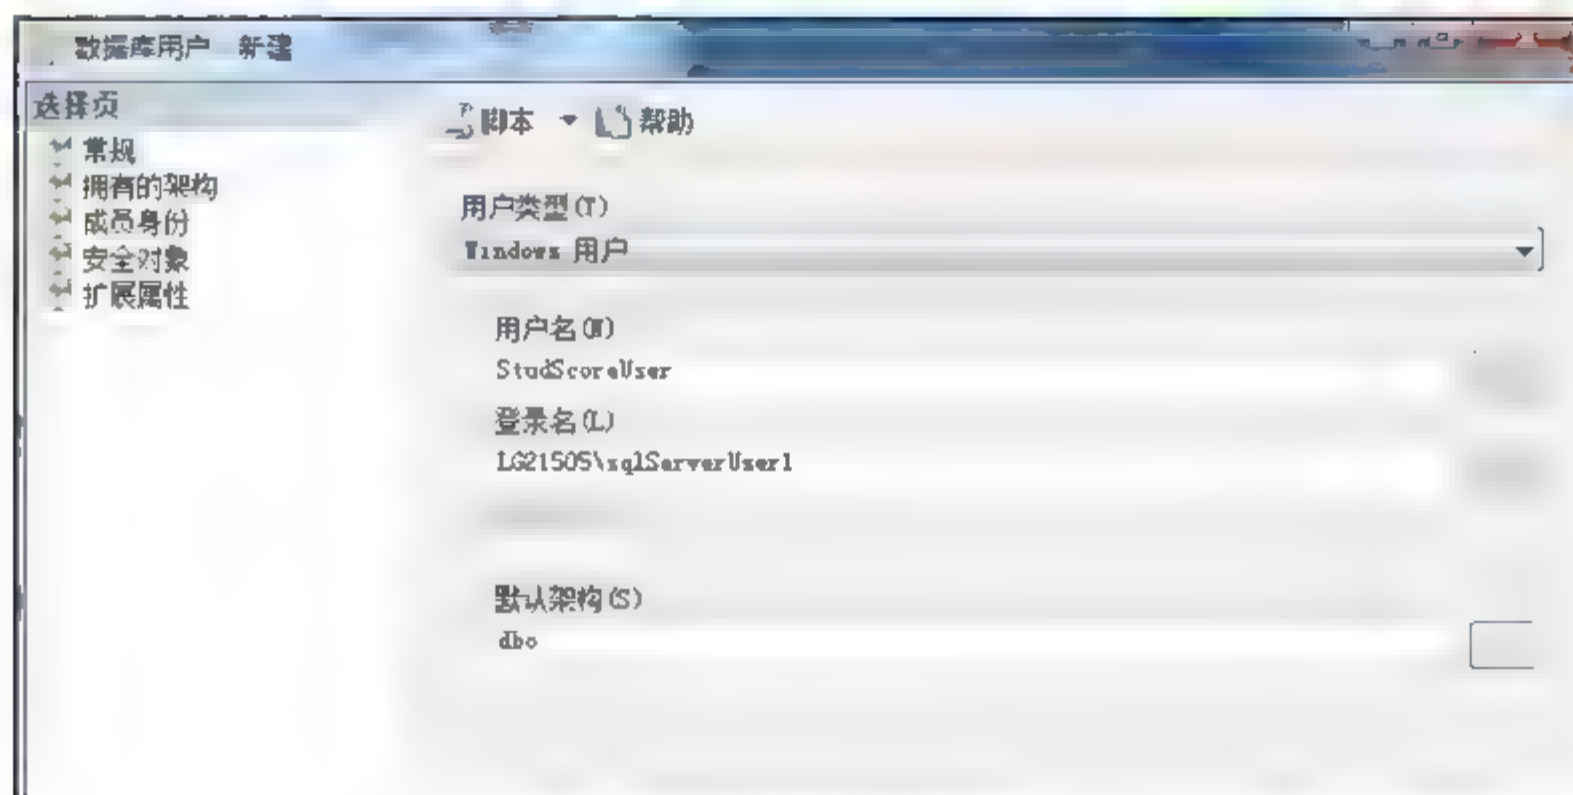 数据库用户 新建
选择页
常规
拥有的架构
成员身份
安全对象
扩展属性
脚本 帮助
用户类型(T)
Windows 用户
用户名(N)
StudScoreUser
登录名(L)
LG21505\sqlServerUser1
默认架构(S)
dbo